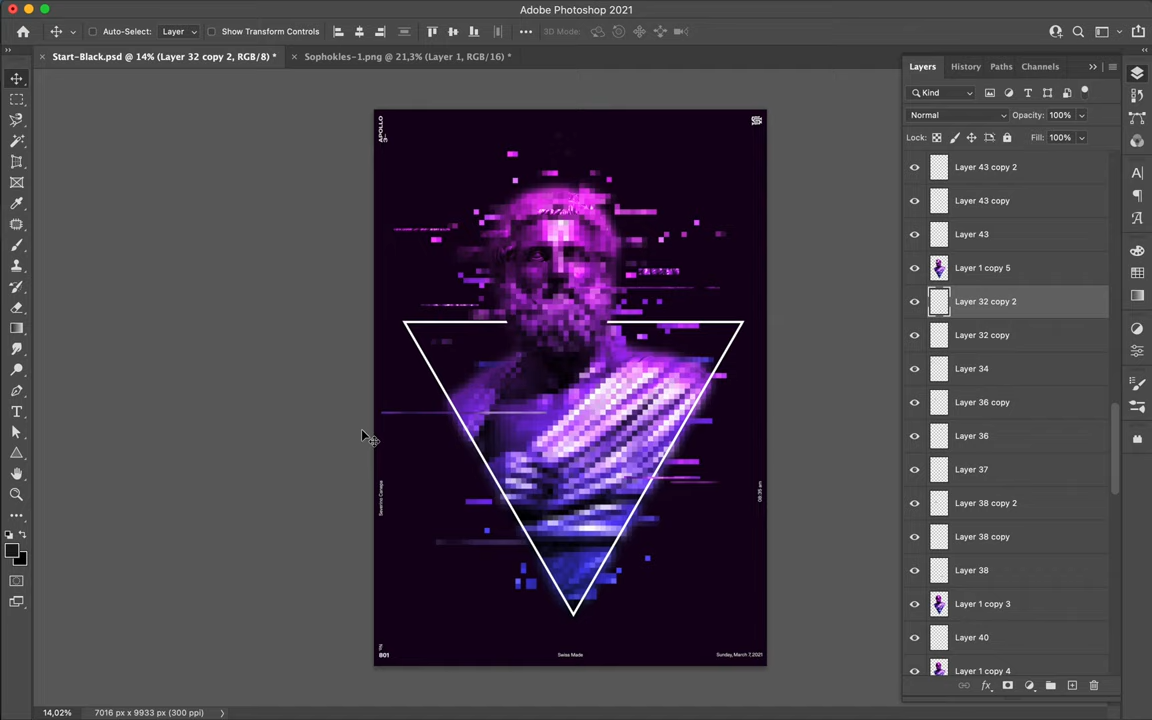 Adobe Photoshop 2021
Auto-Select:
Layer
Show Transform Controls
3D Mode:
Start-Black.psd @ 14% (Layer 32 copy 2, RGB/8) *
Sophokles-1.png @ 21,3% (Layer 1, RGB/16) *
Layers
History
Paths
Channels
Kind
Normal
Opacity: 100%
Lock:
Fill: 100%
Layer 43 copy 2
Layer 43 copy
Layer 43
Layer 1 copy 5
Layer 32 copy 2
Layer 32 copy
Layer 34
Layer 36 copy
Layer 36
Layer 37
Layer 38 copy 2
Layer 38 copy
Layer 38
Layer 1 copy 3
Layer 40
Layer 1 copy 4
APOLLO
Severino Canepa
08:35 am
801
Swiss Made
Sunday, March 7, 2021
14,02%
7016 px x 9933 px (300 ppi)